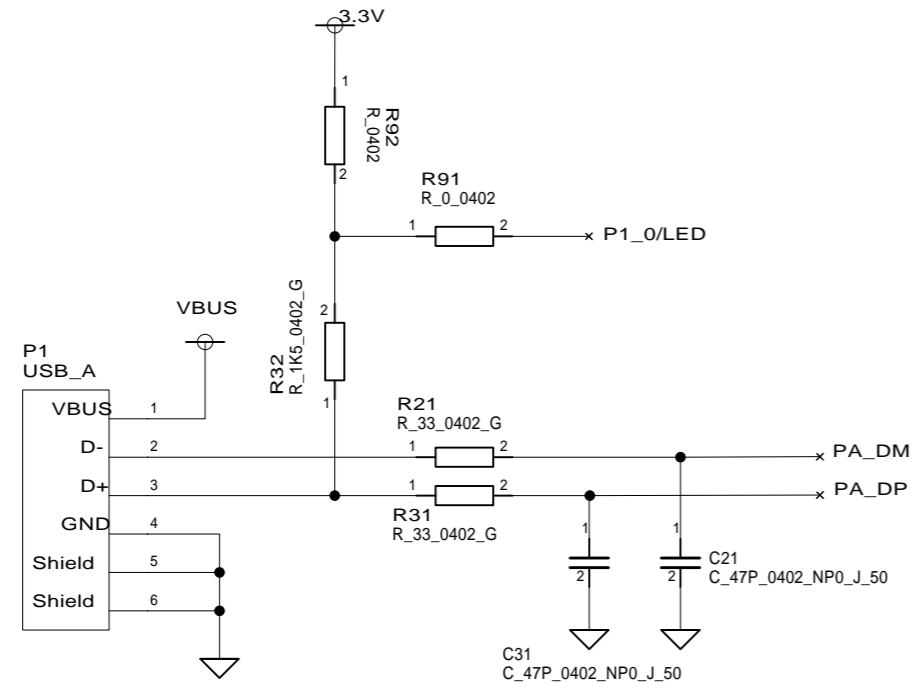 3.3V
1
R92
R_0402
2
R91
R_0_0402
1
2
P1_0/LED
VBUS
2
R32
R_1K5_0402_G
1
P1
USB_A
VBUS
1
D-
2
D+
3
GND
4
Shield
5
Shield
6
R21
R_33_0402_G
1
2
PA_DM
1
2
PA_DP
R31
R_33_0402_G
1
2
1
2
C21
C_47P_0402_NP0_J_50
C31
C_47P_0402_NP0_J_50